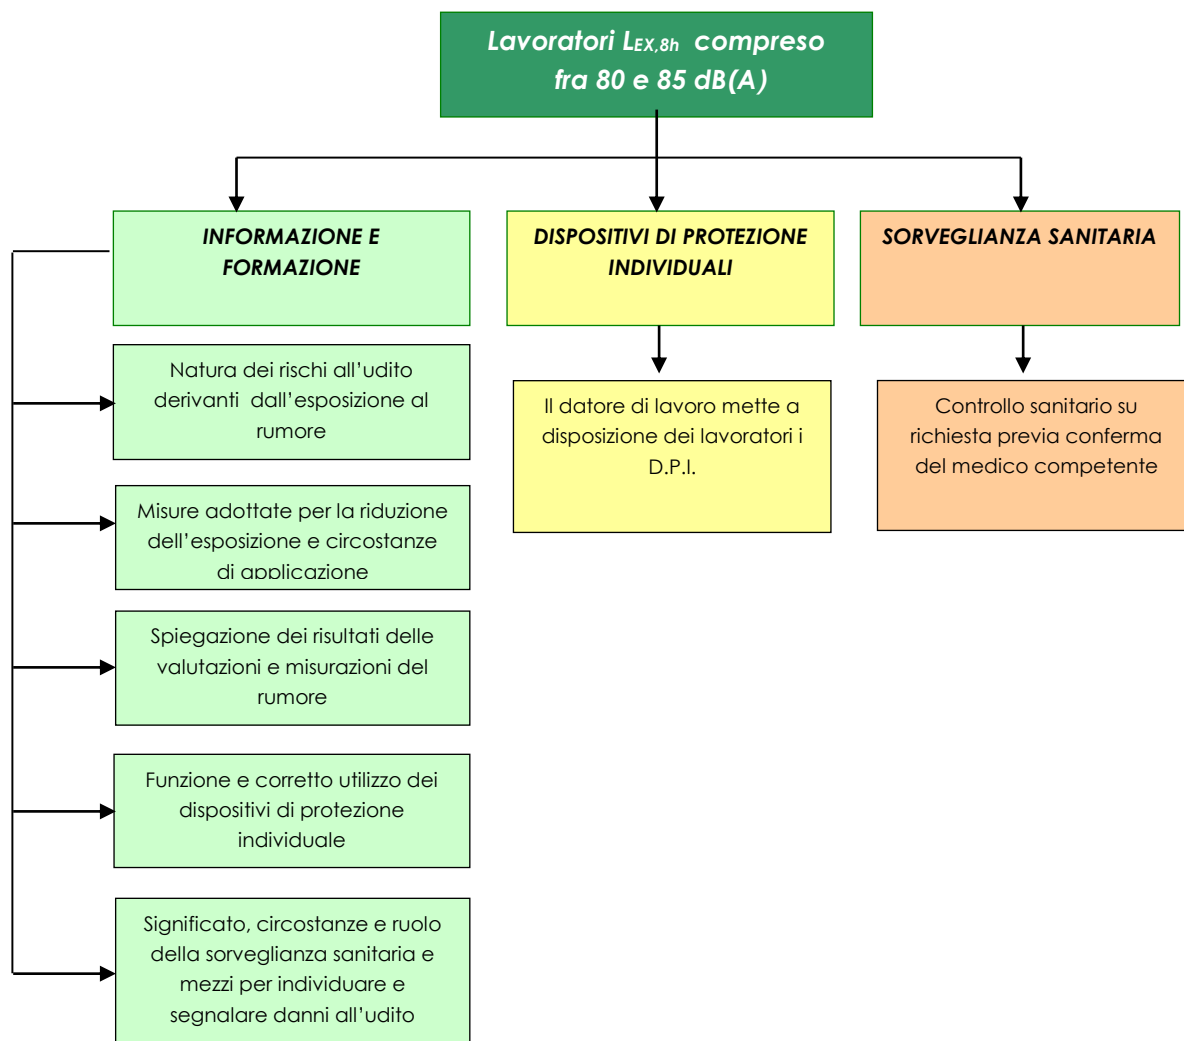 Lavoratori LEX,8h compreso
fra 80 e 85 dB(A)
INFORMAZIONE E
FORMAZIONE
DISPOSITIVI DI PROTEZIONE
INDIVIDUALI
SORVEGLIANZA SANITARIA
Natura dei rischi all’udito
derivanti dall’esposizione al
rumore
Il datore di lavoro mette a
disposizione dei lavoratori i
D.P.I.
Controllo sanitario su
richiesta previa conferma
del medico competente
Misure adottate per la riduzione
dell’esposizione e circostanze
di applicazione
Spiegazione dei risultati delle
valutazioni e misurazioni del
rumore
Funzione e corretto utilizzo dei
dispositivi di protezione
individuale
Significato, circostanze e ruolo
della sorveglianza sanitaria e
mezzi per individuare e
segnalare danni all’udito